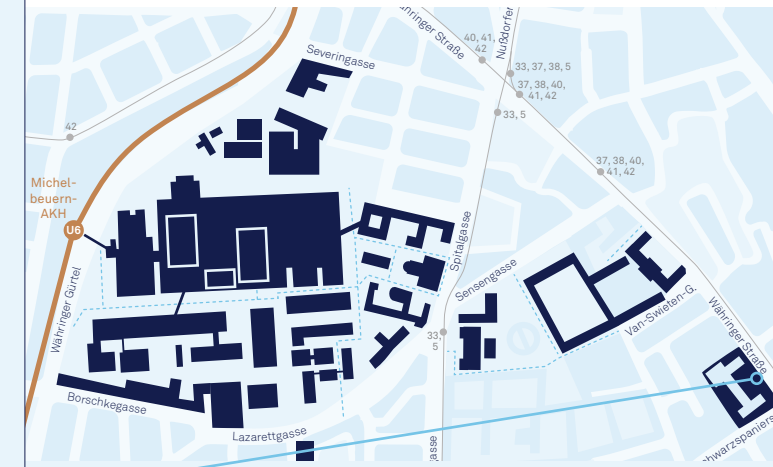 ähringer Straße
Nußdorfer
40, 41,
42
Severingasse
33, 37, 38, 5
37, 38, 40,
41, 42
33, 5
42
37, 38, 40,
41, 42
Michel-
beuern-
AKH
U6
Spitalgasse
Sensengasse
Währinger Gürtel
Van-Swieten-G.
Währinger Straße
33,
5
Borschkegasse
Lazarettgasse
gasse
chwarzspaniers